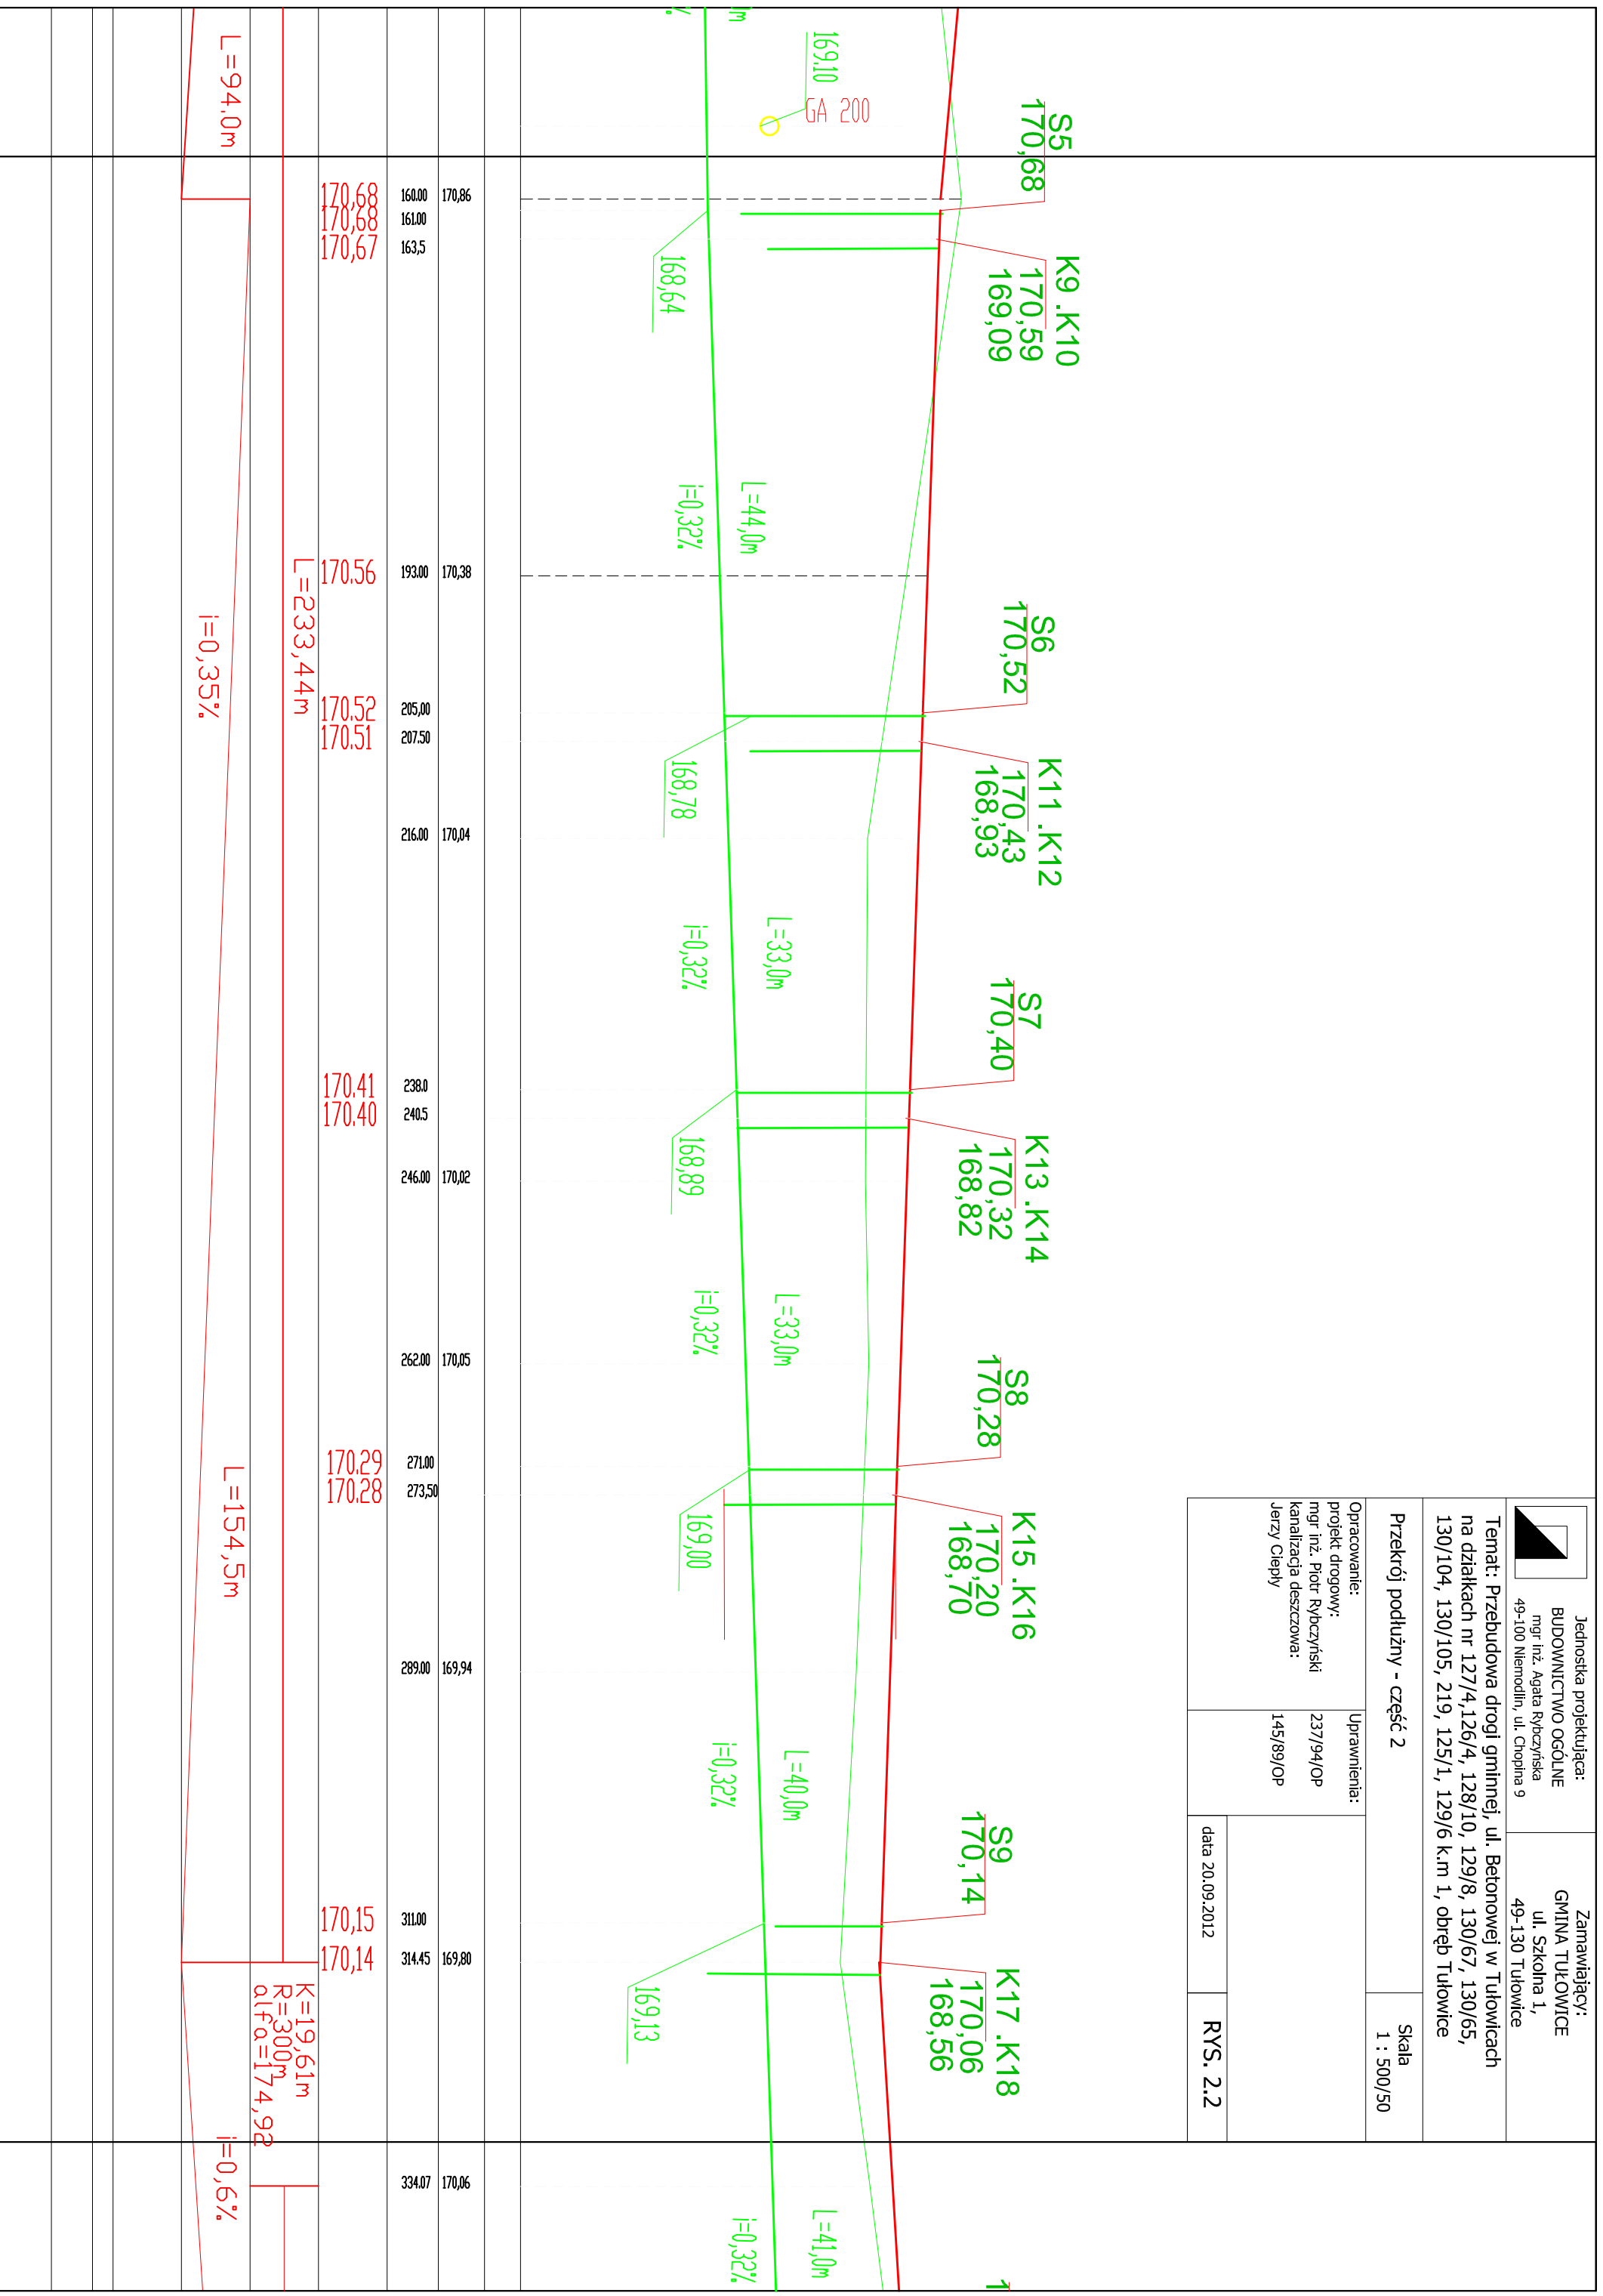 Jednostka projektująca:
BUDOWNICTWO OGÓLNE
mgr inż. Agata Rybczyńska
49-100 Niemodlin, ul. Chopina 9
Zamawiający:
GMINA TUŁOWICE
ul. Szkolna 1,
49-130 Tułowice
Temat: Przebudowa drogi gminnej, ul. Betonowej w Tułowicach
na działkach nr 127/4,126/4, 128/10, 129/8, 130/67, 130/65,
130/104, 130/105, 219, 125/1, 129/6 k.m 1, obręb Tułowice
Przekrój podłużny - część 2
Skala
1 : 500/50
Opracowanie:
projekt drogowy:
mgr inż. Piotr Rybczyński
kanalizacja deszczowa:
Jerzy Ciepły
Uprawnienia:
237/94/OP
145/89/OP
data 20.09.2012
RYS. 2.2
S5
170,68
K9 .K10
170,59
169,09
S6
170,52
K11 .K12
170,43
168,93
S7
170,40
K13 .K14
170,32
168,82
S8
170,28
K15 .K16
170,20
168,70
S9
170,14
K17 .K18
170,06
168,56
1
169.10
GA 200
L=44,0m
L=33,0m
L=33,0m
L=40,0m
L=41,0m
i=0,32%
i=0,32%
i=0,32%
i=0,32%
i=0,32%
168,64
168,78
168,89
169,00
169,13
170,86
170,38
170,04
170,02
170,05
169,94
169,80
170,06
160.00
161.00
163,5
193.00
205,00
207.50
216.00
238.0
240.5
246.00
262.00
271.00
273,50
289.00
311.00
314.45
334.07
170,68
170,68
170,67
170.56
170.52
170.51
170.41
170.40
170.29
170.28
170,15
170,14
L=233,44m
K=19,61m
R=300m
alfa=174,92
L=94.0m
i=0,35%
L=154,5m
i=0,6%